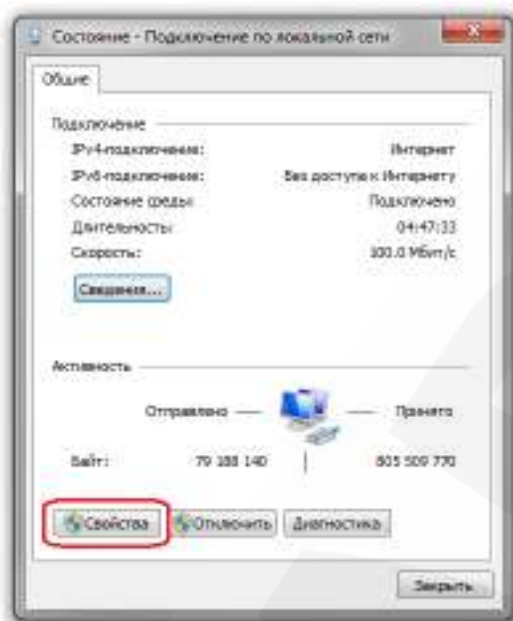 Состояние - Подключение по локальной сети
Общие
Подключение
IPv4-подключение: Интернет
IPv6-подключение: Без доступа к Интернету
Состояние среды: Подключено
Длительность: 04:47:33
Скорость: 100.0 Мбит/с
Сведения...
Активность
Отправлено — — Принято
Байт: 79 188 140 | 805 509 770
Свойства Отключить Диагностика
Закрыть